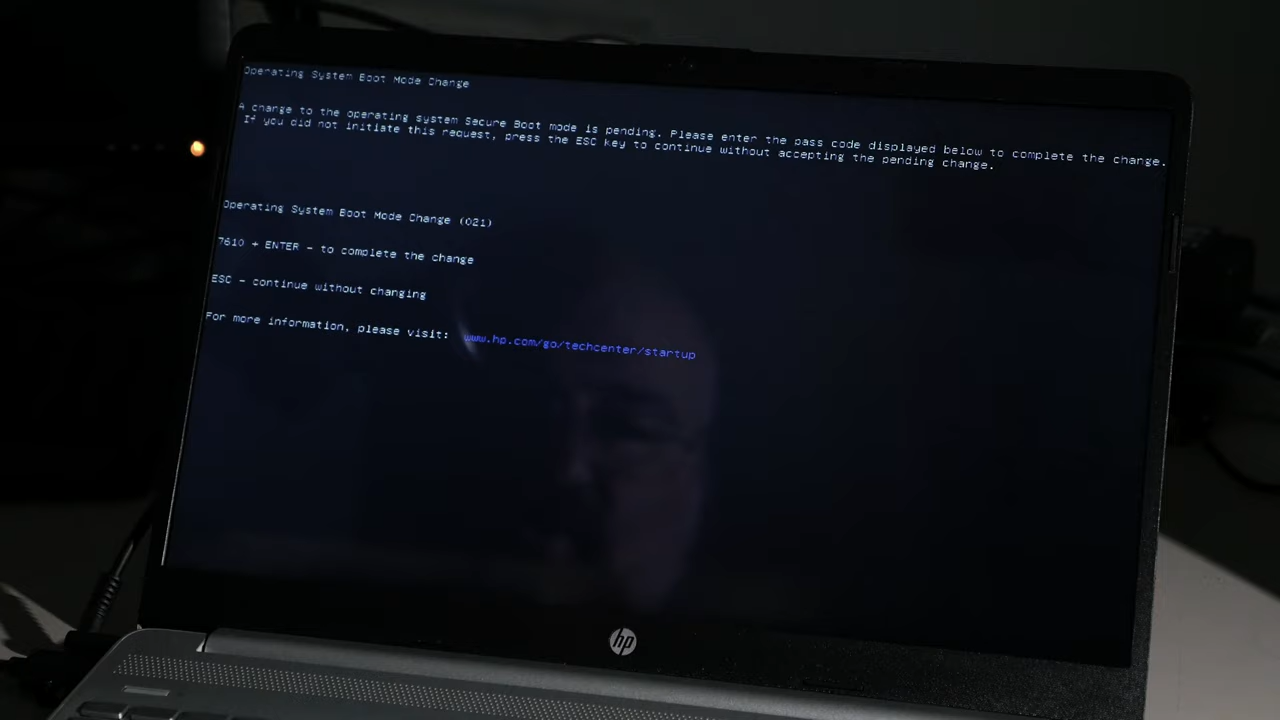 Operating System Boot Mode Change
A change to the operating system Secure Boot mode is pending. Please enter the pass code displayed below to complete the change.
If you did not initiate this request, press the ESC key to continue without accepting the pending change.
Operating System Boot Mode Change (021)
7610 + ENTER - to complete the change
ESC - continue without changing
For more information, please visit: www.hp.com/go/techcenter/startup
hp